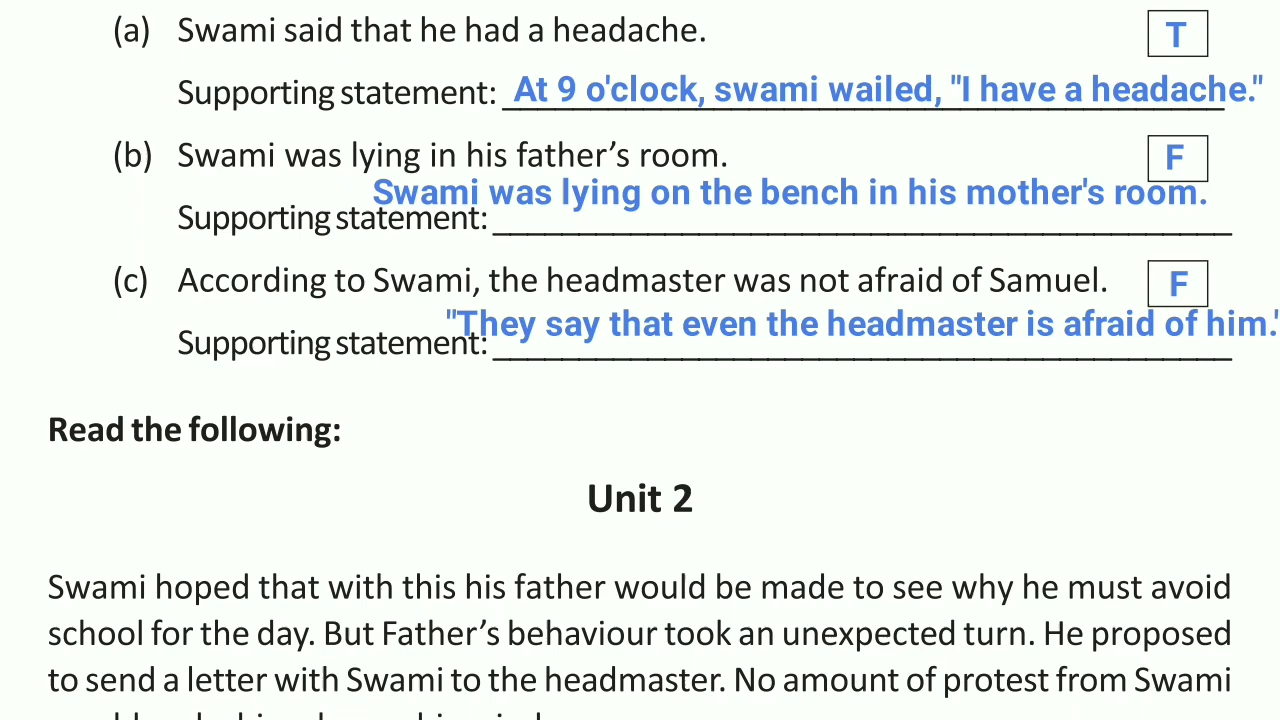 (a) Swami said that he had a headache. T
Supporting statement: At 9 o'clock, swami wailed, "I have a headache."
(b) Swami was lying in his father’s room. F
Swami was lying on the bench in his mother's room.
Supporting statement:
(c) According to Swami, the headmaster was not afraid of Samuel. F
"They say that even the headmaster is afraid of him.'
Supporting statement:
Read the following:
Unit 2
Swami hoped that with this his father would be made to see why he must avoid
school for the day. But Father’s behaviour took an unexpected turn. He proposed
to send a letter with Swami to the headmaster. No amount of protest from Swami